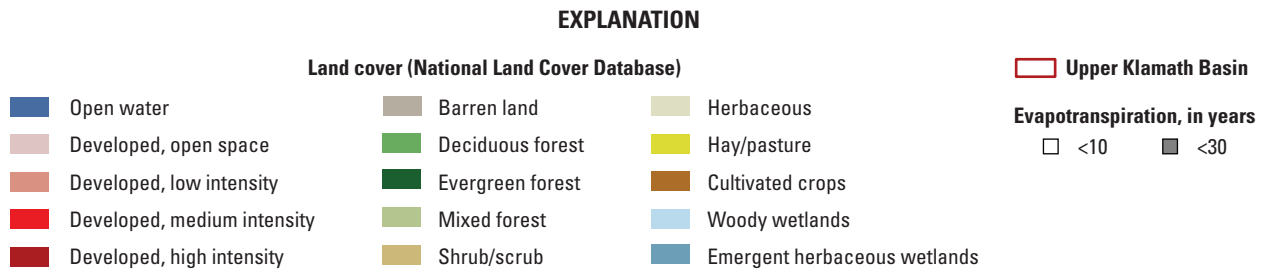 EXPLANATION
Land cover (National Land Cover Database)
Open water
Developed, open space
Developed, low intensity
Developed, medium intensity
Developed, high intensity
Barren land
Deciduous forest
Evergreen forest
Mixed forest
Shrub/scrub
Herbaceous
Hay/pasture
Cultivated crops
Woody wetlands
Emergent herbaceous wetlands
Upper Klamath Basin
Evapotranspiration, in years
<10 <30